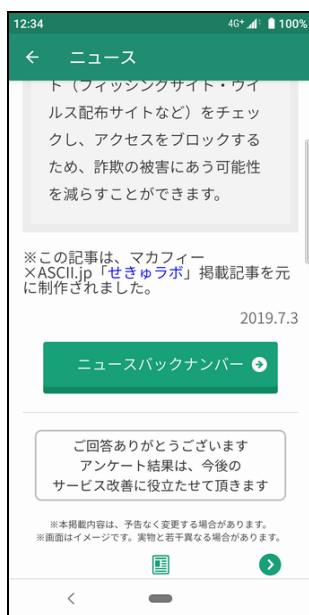 12:34
4G+
100%
ニュース
ト（フィッシングサイト・ウイ
ルス配布サイトなど）をチェッ
クし、アクセスをブロックする
ため、詐欺の被害にあう可能性
を減らすことができます。
※この記事は、マカフィー
×ASCII.jp「せきゅラボ」掲載記事を元
に制作されました。
2019.7.3
ニュースバックナンバー
ご回答ありがとうございます
アンケート結果は、今後の
サービス改善に役立たせて頂きます
※本掲載内容は、予告なく変更する場合があります。
※画面はイメージです。実物と若干異なる場合があります。